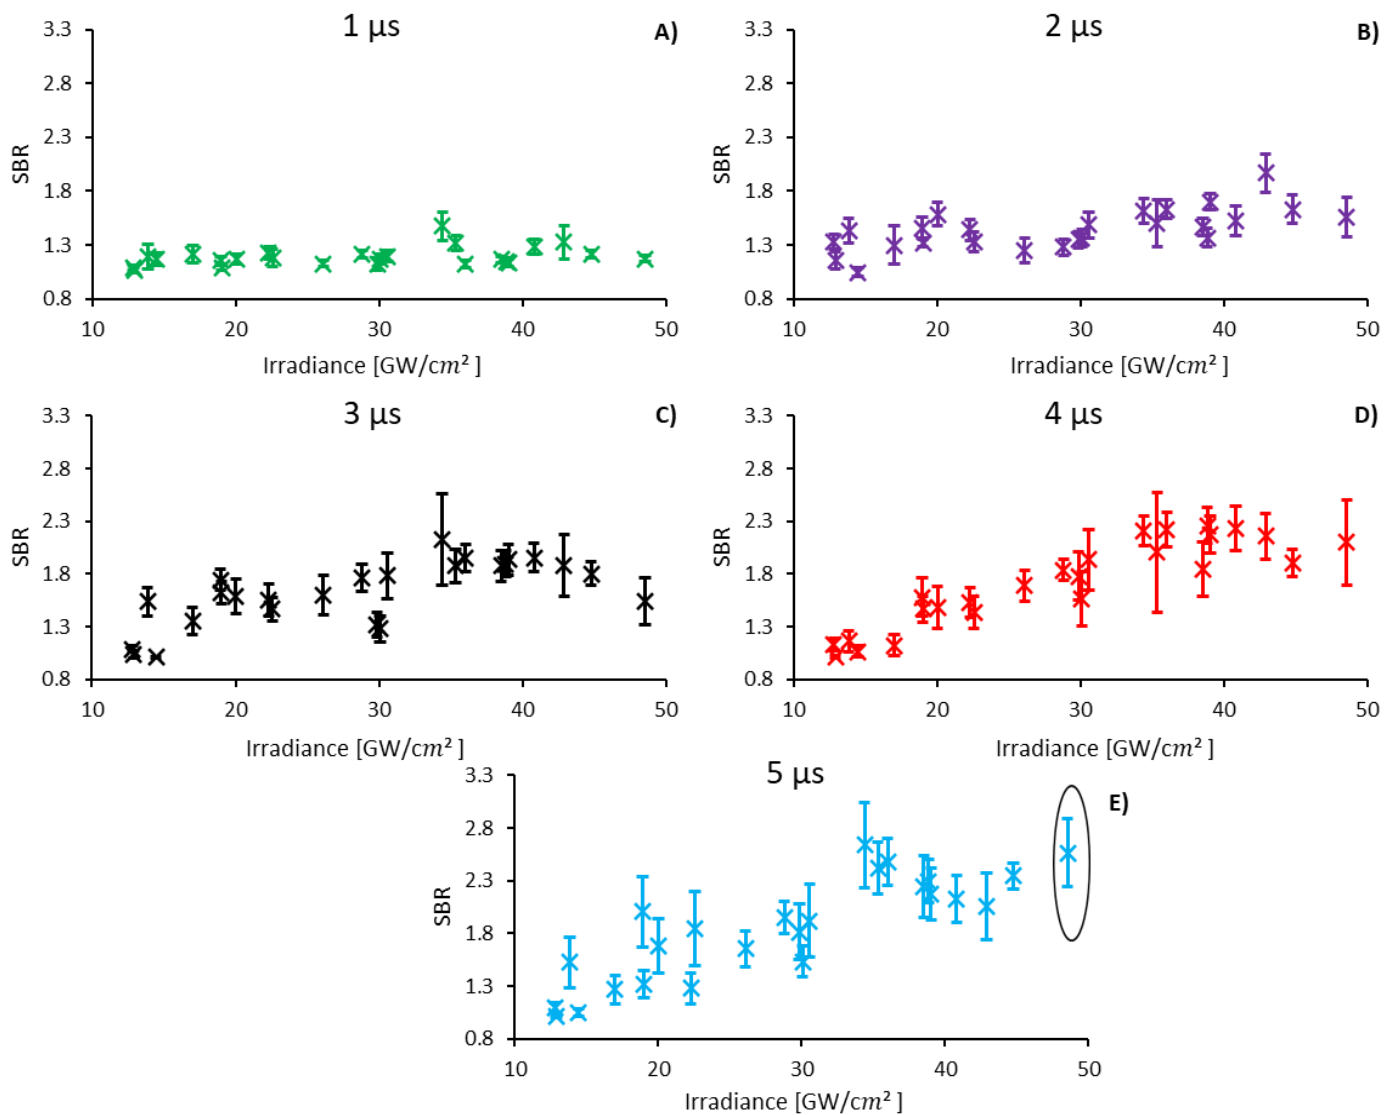 1 µs
A)
3.3
2.8
2.3
1.8
1.3
0.8
SBR
10 20 30 40 50
Irradiance [GW/cm²]
2 µs
B)
3.3
2.8
2.3
1.8
1.3
0.8
SBR
10 20 30 40 50
Irradiance [GW/cm²]
3 µs
C)
3.3
2.8
2.3
1.8
1.3
0.8
SBR
10 20 30 40 50
Irradiance [GW/cm²]
4 µs
D)
3.3
2.8
2.3
1.8
1.3
0.8
SBR
10 20 30 40 50
Irradiance [GW/cm²]
5 µs
E)
3.3
2.8
2.3
1.8
1.3
0.8
SBR
10 20 30 40 50
Irradiance [GW/cm²]